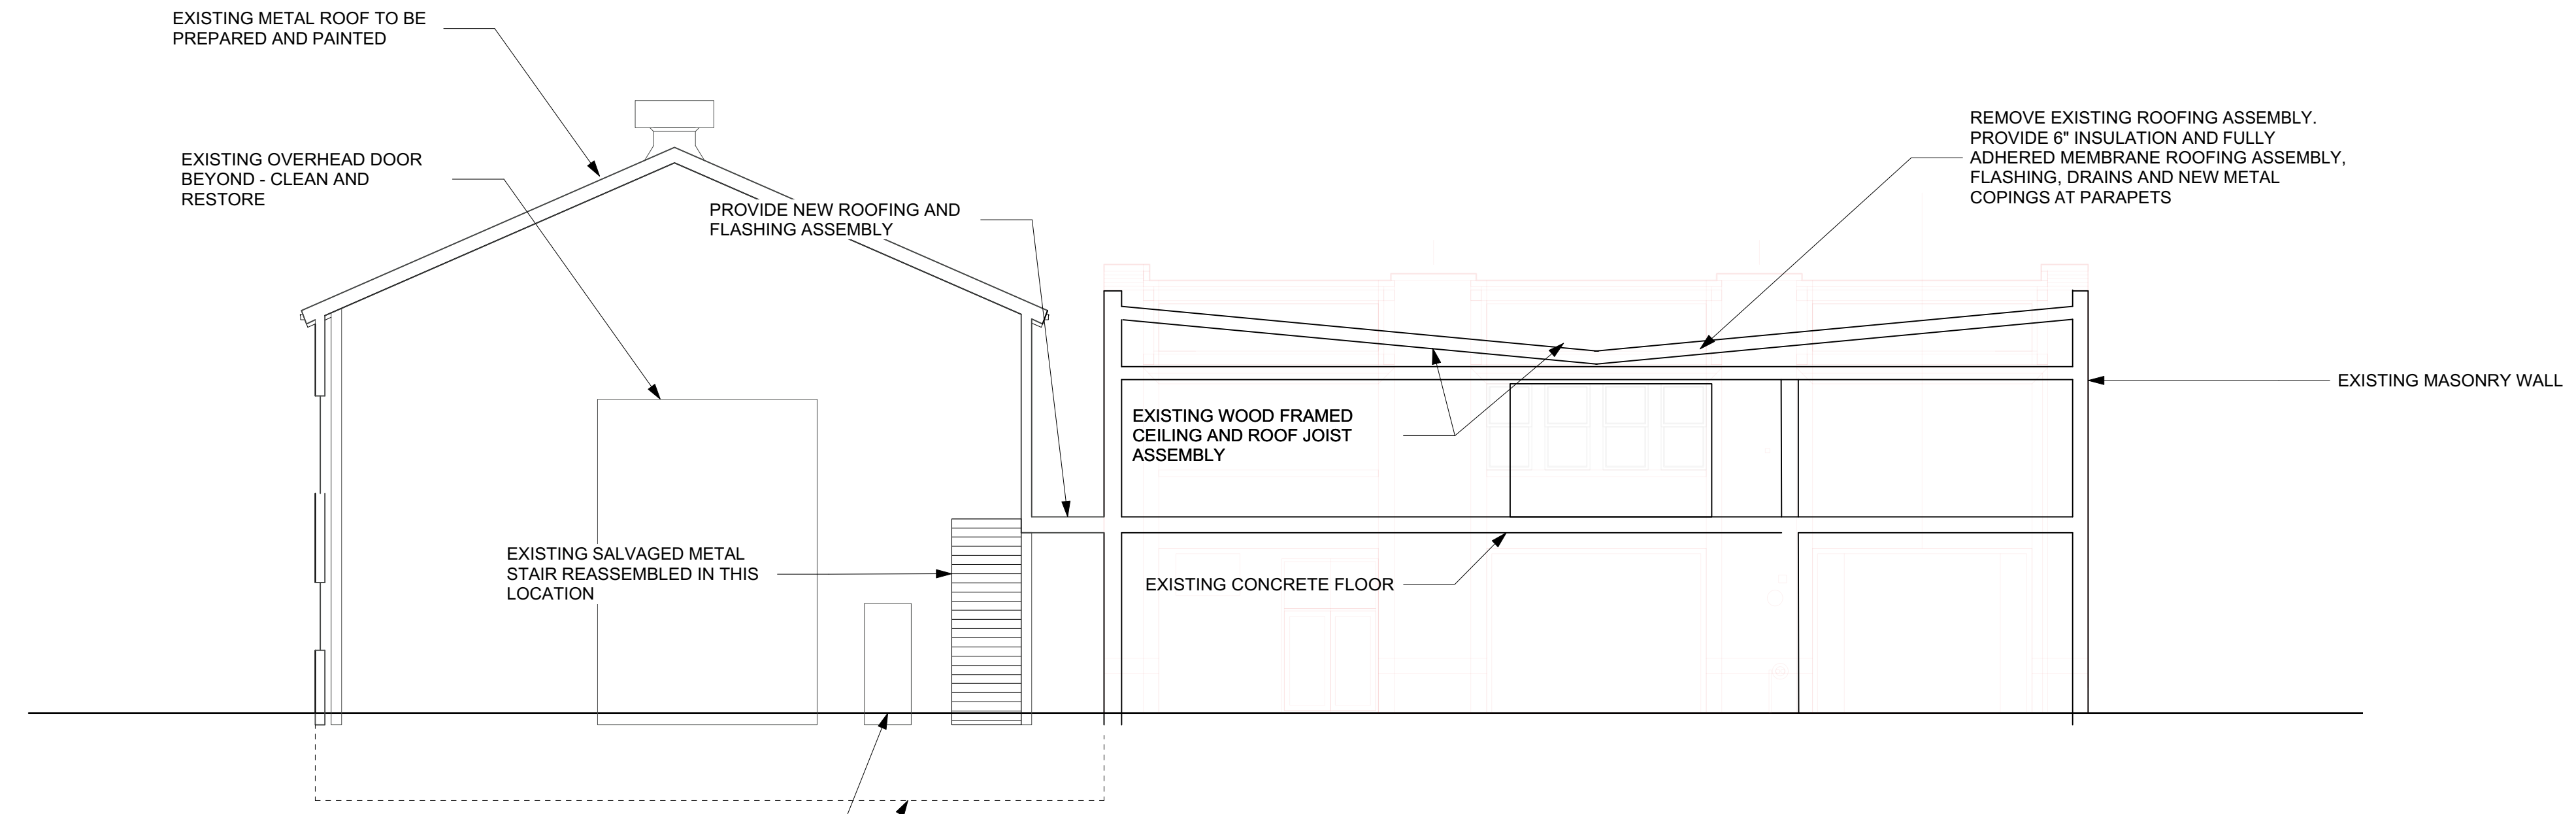 EXISTING METAL ROOF TO BE
PREPARED AND PAINTED
EXISTING OVERHEAD DOOR
BEYOND - CLEAN AND
RESTORE
PROVIDE NEW ROOFING AND
FLASHING ASSEMBLY
REMOVE EXISTING ROOFING ASSEMBLY.
PROVIDE 6" INSULATION AND FULLY
ADHERED MEMBRANE ROOFING ASSEMBLY,
FLASHING, DRAINS AND NEW METAL
COPINGS AT PARAPETS
EXISTING MASONRY WALL
EXISTING WOOD FRAMED
CEILING AND ROOF JOIST
ASSEMBLY
EXISTING SALVAGED METAL
STAIR REASSEMBLED IN THIS
LOCATION
EXISTING CONCRETE FLOOR